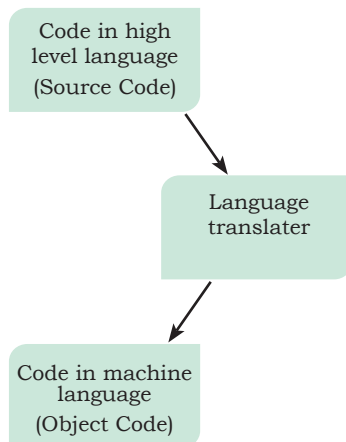 Code in high
level language
(Source Code)
Language
translater
Code in machine
language
(Object Code)